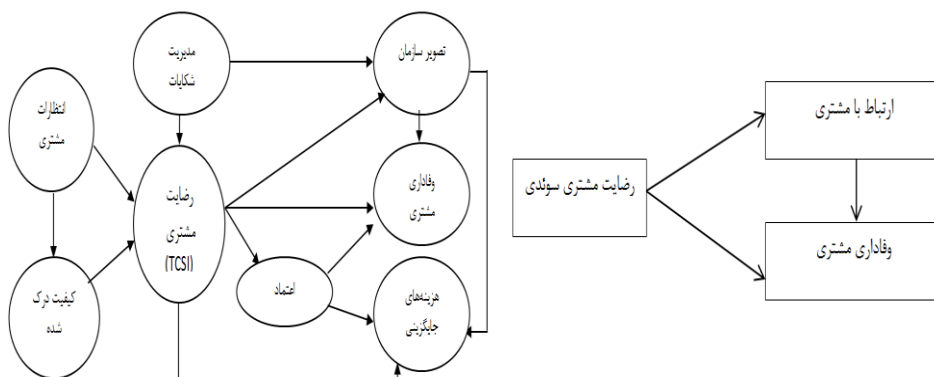 مدیریت
شکایات
تصویر سازمان
انتظارات
مشتری
رضایت
مشتری
(TCSI)
وفاداری
مشتری
کیفیت درک
شده
اعتماد
هزینه‌های
جایگزینی
ارتباط با مشتری
رضایت مشتری سوئدی
وفاداری مشتری